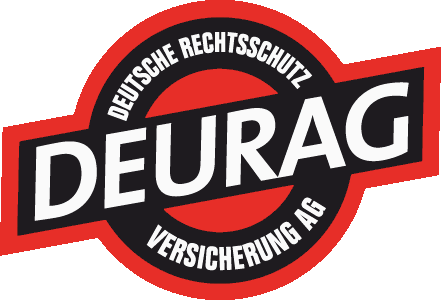 DEUTSCHE RECHTSSCHUTZ
DEURAG
VERSICHERUNG AG